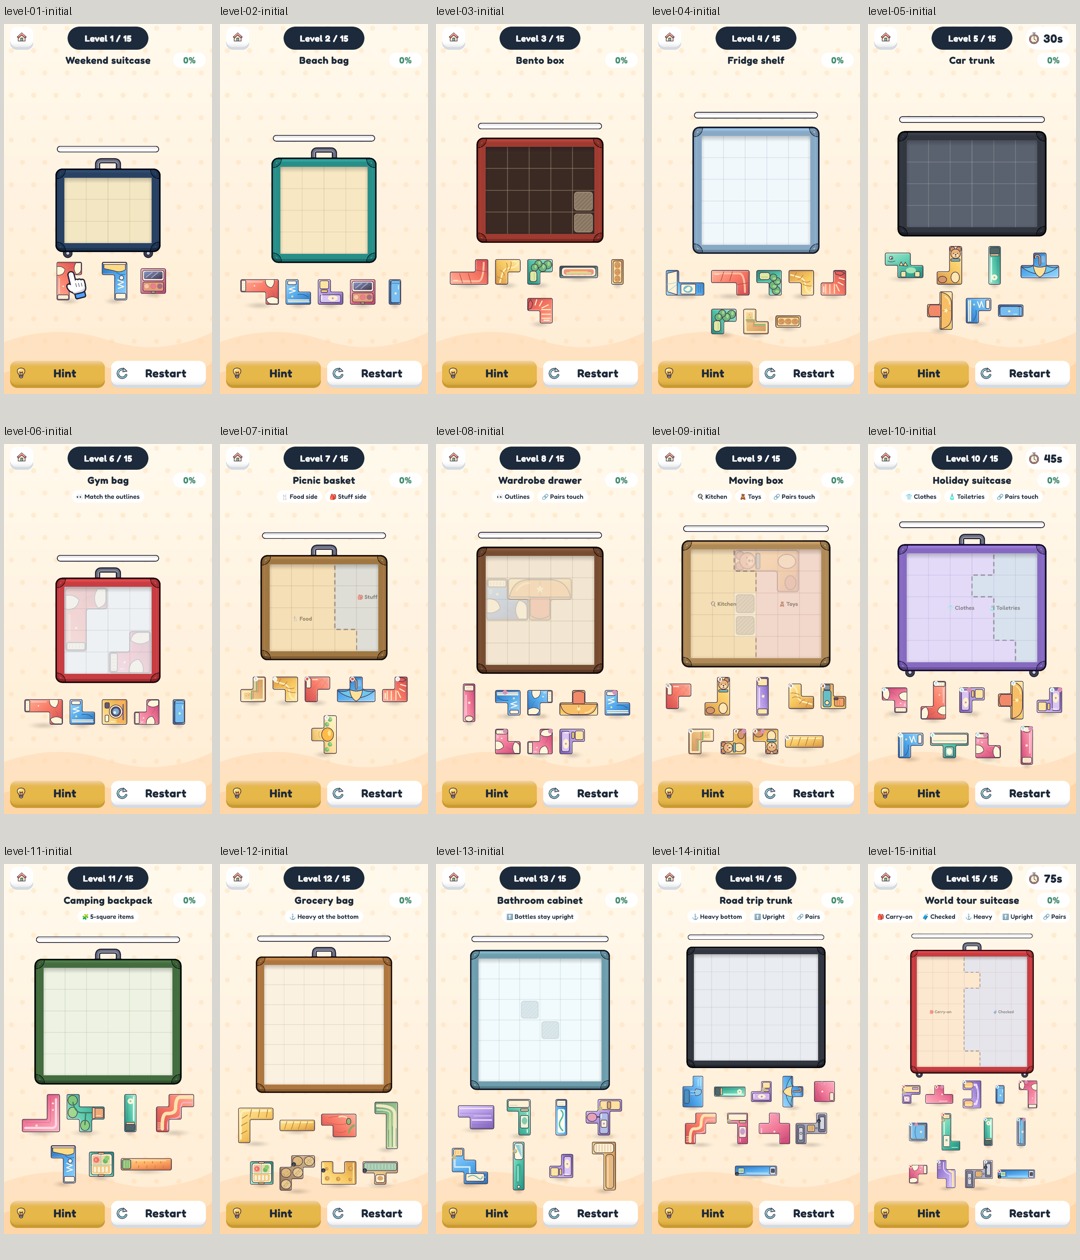 level-01-initial
level-02-initial
level-03-initial
level-04-initial
level-05-initial
Level 1 / 15
Level 2 / 15
Level 3 / 15
Level 4 / 15
Level 5 / 15
30s
Weekend suitcase
0%
Beach bag
0%
Bento box
0%
Fridge shelf
0%
Car trunk
0%
Hint
Restart
Hint
Restart
Hint
Restart
Hint
Restart
Hint
Restart
level-06-initial
level-07-initial
level-08-initial
level-09-initial
level-10-initial
Level 6 / 15
Level 7 / 15
Level 8 / 15
Level 9 / 15
Level 10 / 15
45s
Gym bag
0%
Picnic basket
0%
Wardrobe drawer
0%
Moving box
0%
Holiday suitcase
0%
Match the outlines
Food side
Stuff side
Outlines
Pairs touch
Kitchen
Toys
Pairs touch
Clothes
Toiletries
Pairs touch
Stuff
Food
Kitchen
Toys
Clothes
Toiletries
Hint
Restart
Hint
Restart
Hint
Restart
Hint
Restart
Hint
Restart
level-11-initial
level-12-initial
level-13-initial
level-14-initial
level-15-initial
Level 11 / 15
Level 12 / 15
Level 13 / 15
Level 14 / 15
Level 15 / 15
75s
Camping backpack
0%
Grocery bag
0%
Bathroom cabinet
0%
Road trip trunk
0%
World tour suitcase
0%
5-square items
Heavy at the bottom
Bottles stay upright
Heavy bottom
Upright
Pairs
Carry-on
Checked
Heavy
Upright
Pairs
Carry-on
Checked
Hint
Restart
Hint
Restart
Hint
Restart
Hint
Restart
Hint
Restart